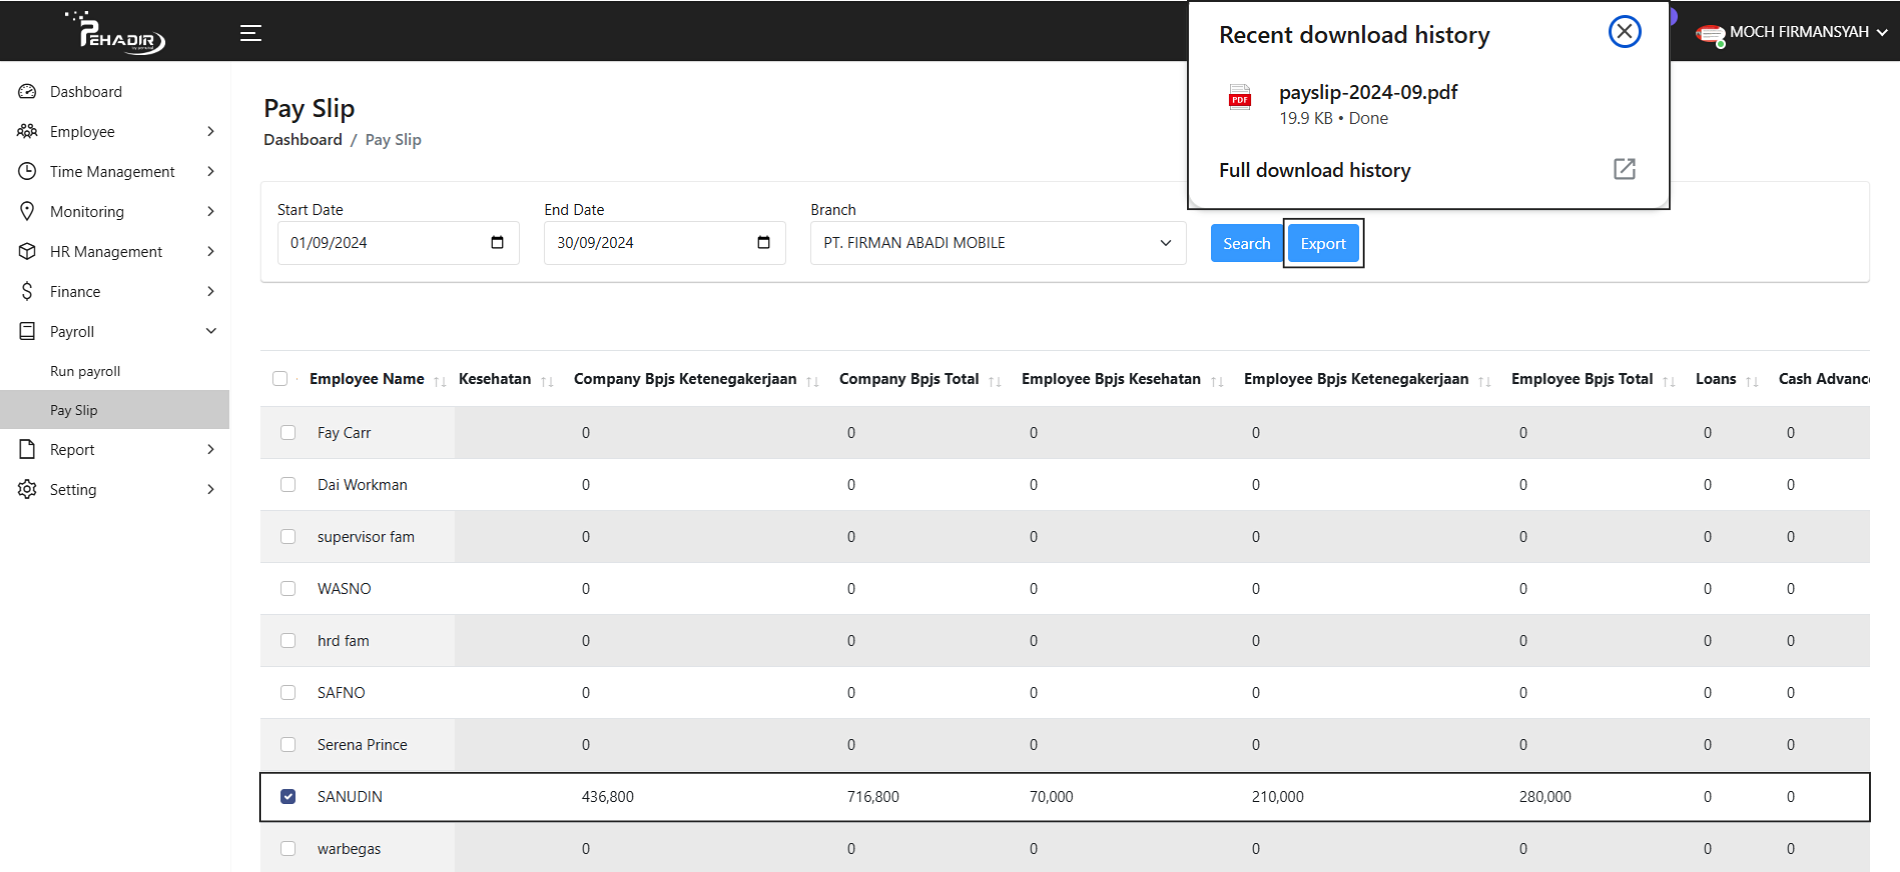 PEHADIR
MOCH FIRMANSYAH
Recent download history
payslip-2024-09.pdf
19.9 KB • Done
Full download history
Dashboard
Employee
Time Management
Monitoring
HR Management
Finance
Payroll
Run payroll
Pay Slip
Report
Setting
Pay Slip
Dashboard / Pay Slip
Start Date End Date Branch
01/09/2024 30/09/2024 PT. FIRMAN ABADI MOBILE Search Export
Employee Name Kesehatan Company Bpjs Ketenegakerjaan Company Bpjs Total Employee Bpjs Kesehatan Employee Bpjs Ketenegakerjaan Employee Bpjs Total Loans Cash Advanc
Fay Carr 0 0 0 0 0 0 0
Dai Workman 0 0 0 0 0 0 0
supervisor fam 0 0 0 0 0 0 0
WASNO 0 0 0 0 0 0 0
hrd fam 0 0 0 0 0 0 0
SAFNO 0 0 0 0 0 0 0
Serena Prince 0 0 0 0 0 0 0
SANUDIN 436,800 716,800 70,000 210,000 280,000 0 0
warbegas 0 0 0 0 0 0 0